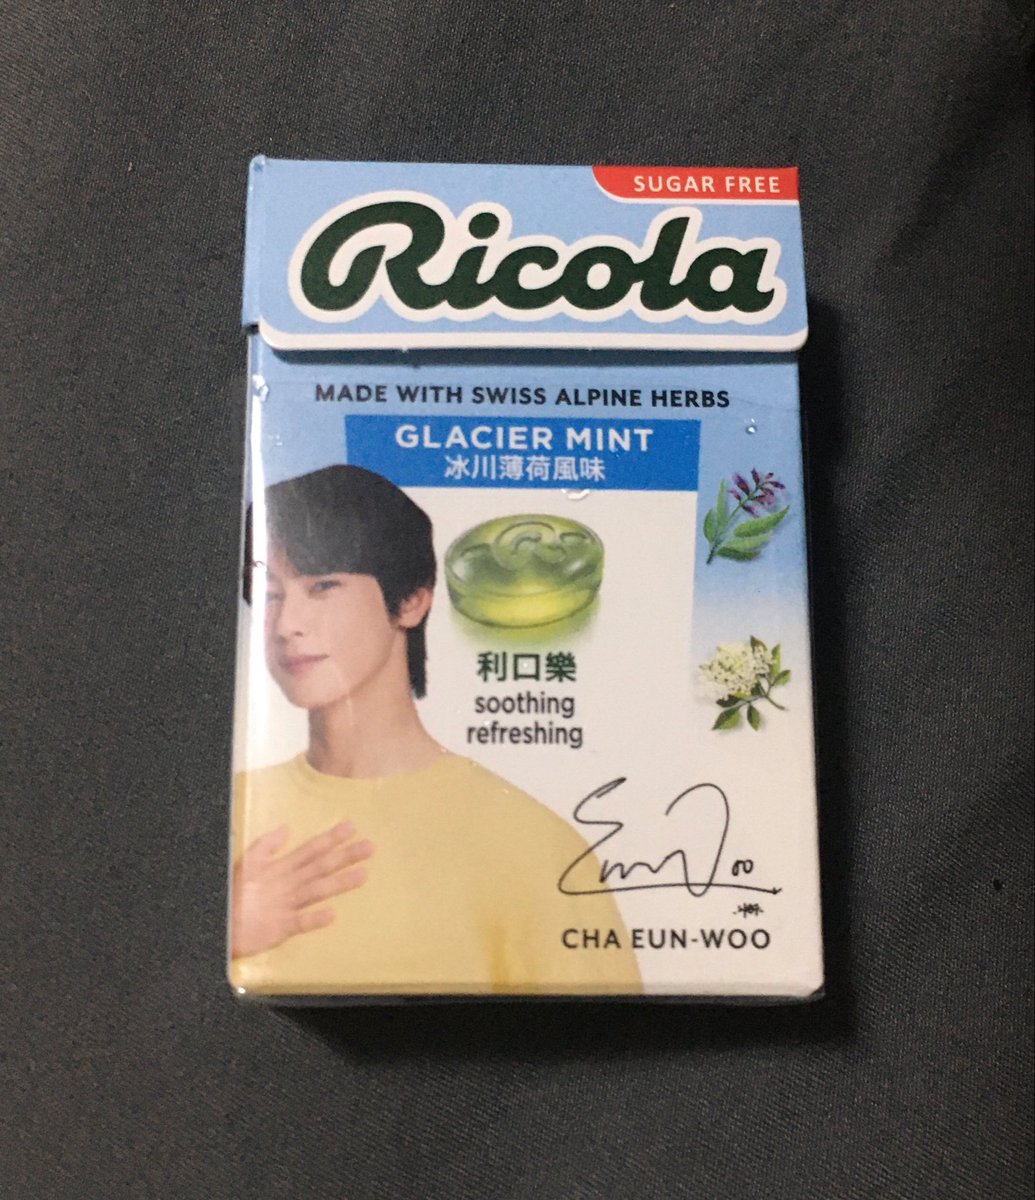 SUGAR FREE
Ricola
MADE WITH SWISS ALPINE HERBS
GLACIER MINT
冰川薄荷風味
利口樂
soothing
refreshing
CHA EUN-WOO